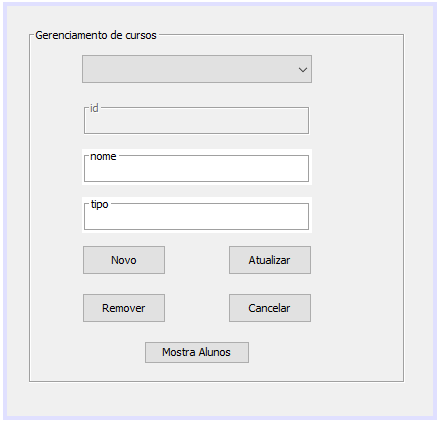 Gerenciamento de cursos
id
nome
tipo
Novo Atualizar
Remover Cancelar
Mostra Alunos